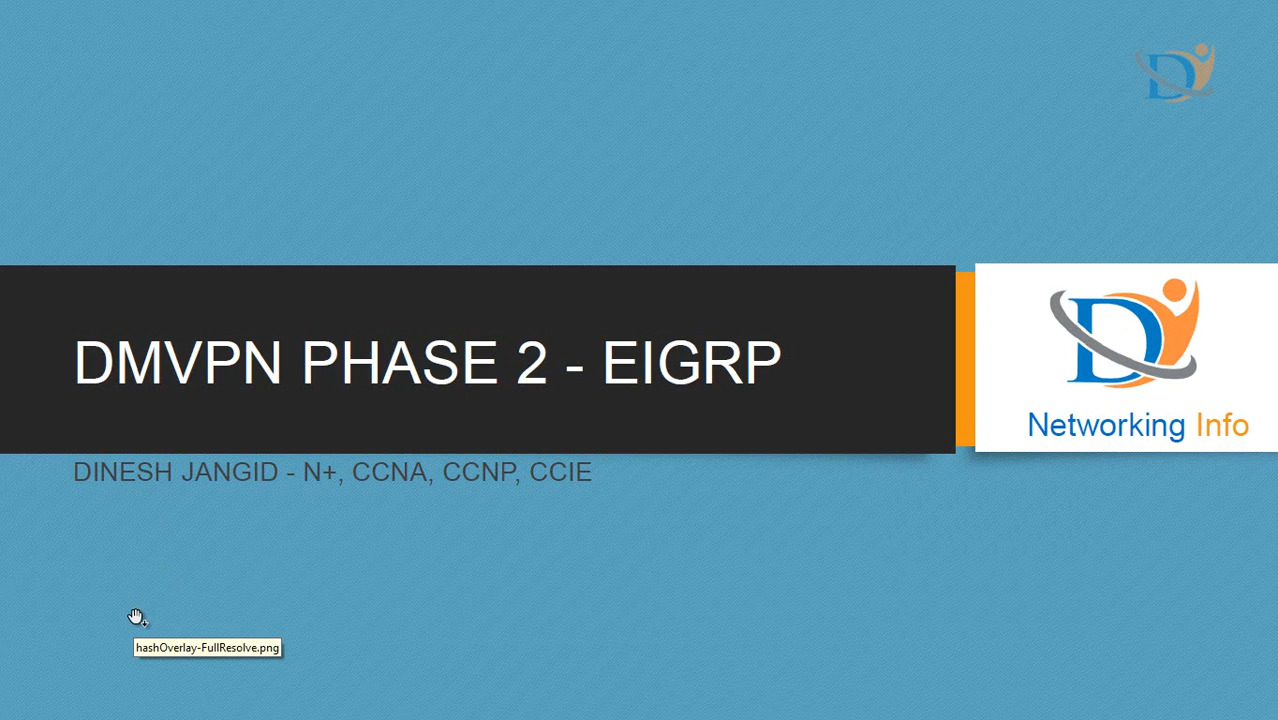 D
DMVPN PHASE 2 - EIGRP
D
Networking Info
DINESH JANGID - N+, CCNA, CCNP, CCIE
hashOverlay-FullResolve.png